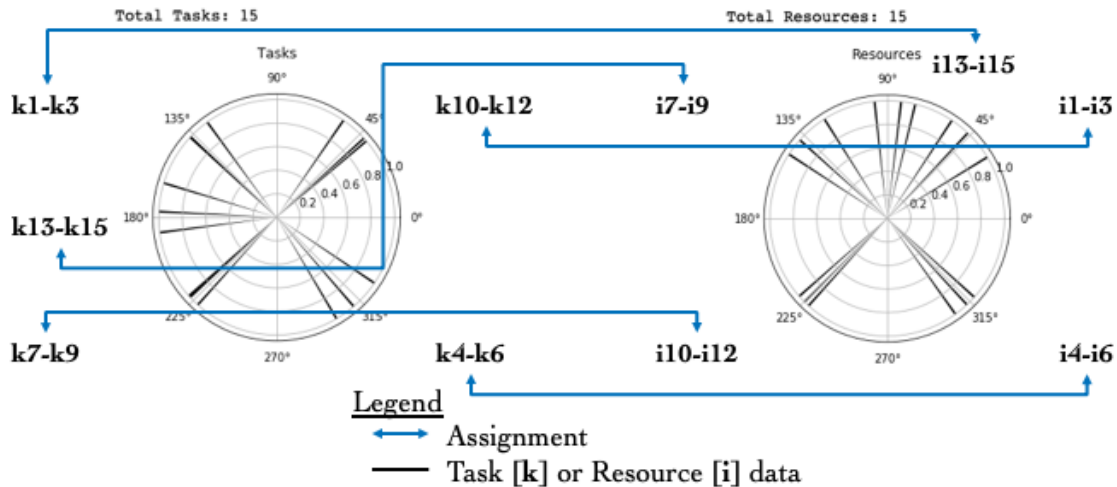 Total Tasks: 15
Total Resources: 15
Tasks
Resources
i13-i15
90°
90°
k1-k3
k10-k12
i7-i9
i1-i3
135°
45°
135°
45°
1.0
0.8
0.6
0.4
0.2
1.0
0.8
0.6
0.4
0.2
k13-k15
180°
0°
180°
0°
225°
315°
225°
315°
k7-k9
270°
k4-k6
i10-i12
270°
i4-i6
Legend
Assignment
Task [k] or Resource [i] data